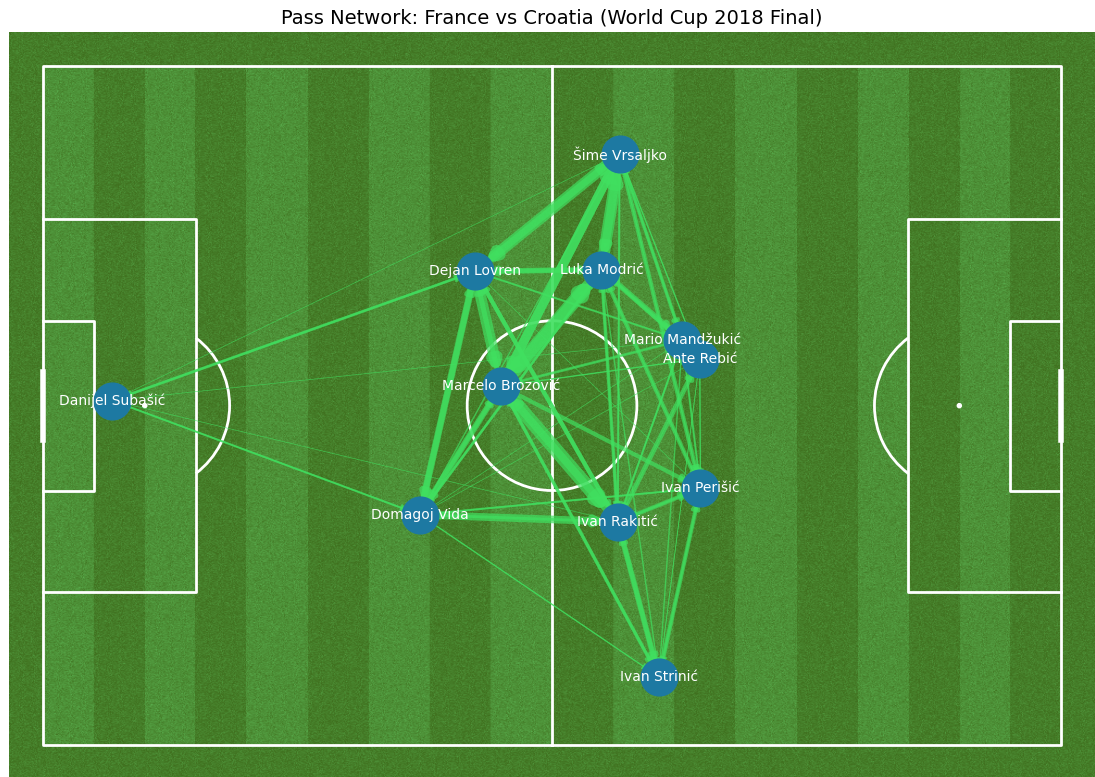 Pass Network: France vs Croatia (World Cup 2018 Final)
Šime Vrsaljko
Dejan Lovren
Luka Modrić
Mario Mandžukić
Ante Rebić
Marcelo Brozović
Danijel Subašić
Ivan Perišić
Domagoj Vida
Ivan Rakitić
Ivan Strinić